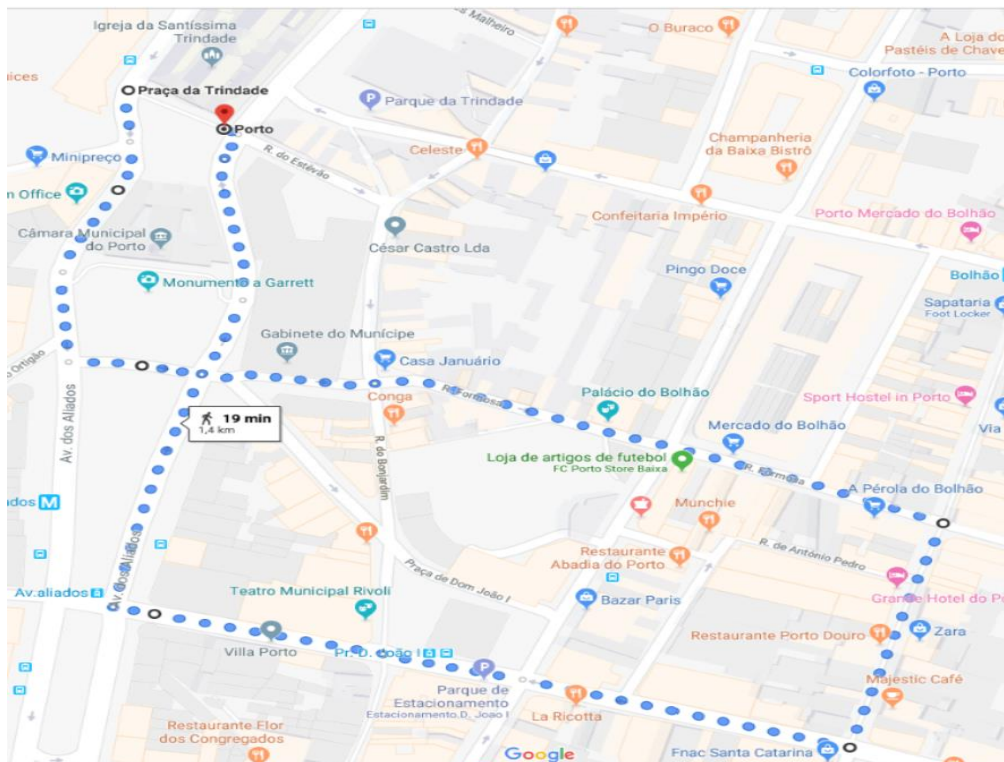 Igreja da Santíssima
Trindade
Malheiro
O Buraco
A Loja do
Pastéis de Chave
uices
Praça da Trindade
Parque da Trindade
Colorfoto - Porto
Porto
R. do Estêvão
Celeste
Champanheria
da Baixa Bistrô
Minipreço
Office
Confeitaria Império
Câmara Municipal
do Porto
César Castro Lda
Porto Mercado do Bolhão
Monumento a Garrett
Pingo Doce
Bolhão
Sapataria
Foot Locker
Gabinete do Munícipe
Ortigão
Casa Januário
Conga
R. Formosa
Palácio do Bolhão
Sport Hostel in Porto
19 min
1,4 km
Av. dos Aliados
R. do Bonjardim
Mercado do Bolhão
Via
Loja de artigos de futebol
FC Porto Store Baixa
R. Formosa
A Pérola do Bolhão
Aliados
M
Munchie
Av. dos Aliados
Restaurante
Abadia do Porto
R. de António Pedro
Praça de Dom João I
Grande Hotel do P
Av.aliados
Teatro Municipal Rivoli
Bazar Paris
Zara
Restaurante Porto Douro
Villa Porto
Pr. D. João I
Majestic Café
Parque de
Estacionamento
Estacionamento.D. Joao I
La Ricotta
Restaurante Flor
dos Congregados
Google
Fnac Santa Catarina